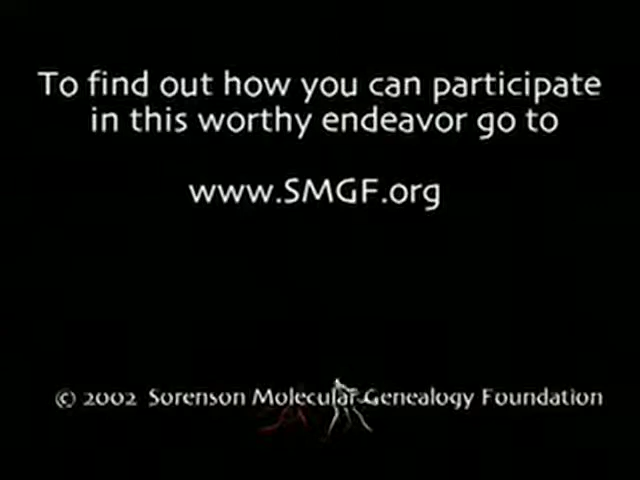 To find out how you can participate
in this worthy endeavor go to
www.SMGF.org
© 2002 Sorenson Molecular Genealogy Foundation